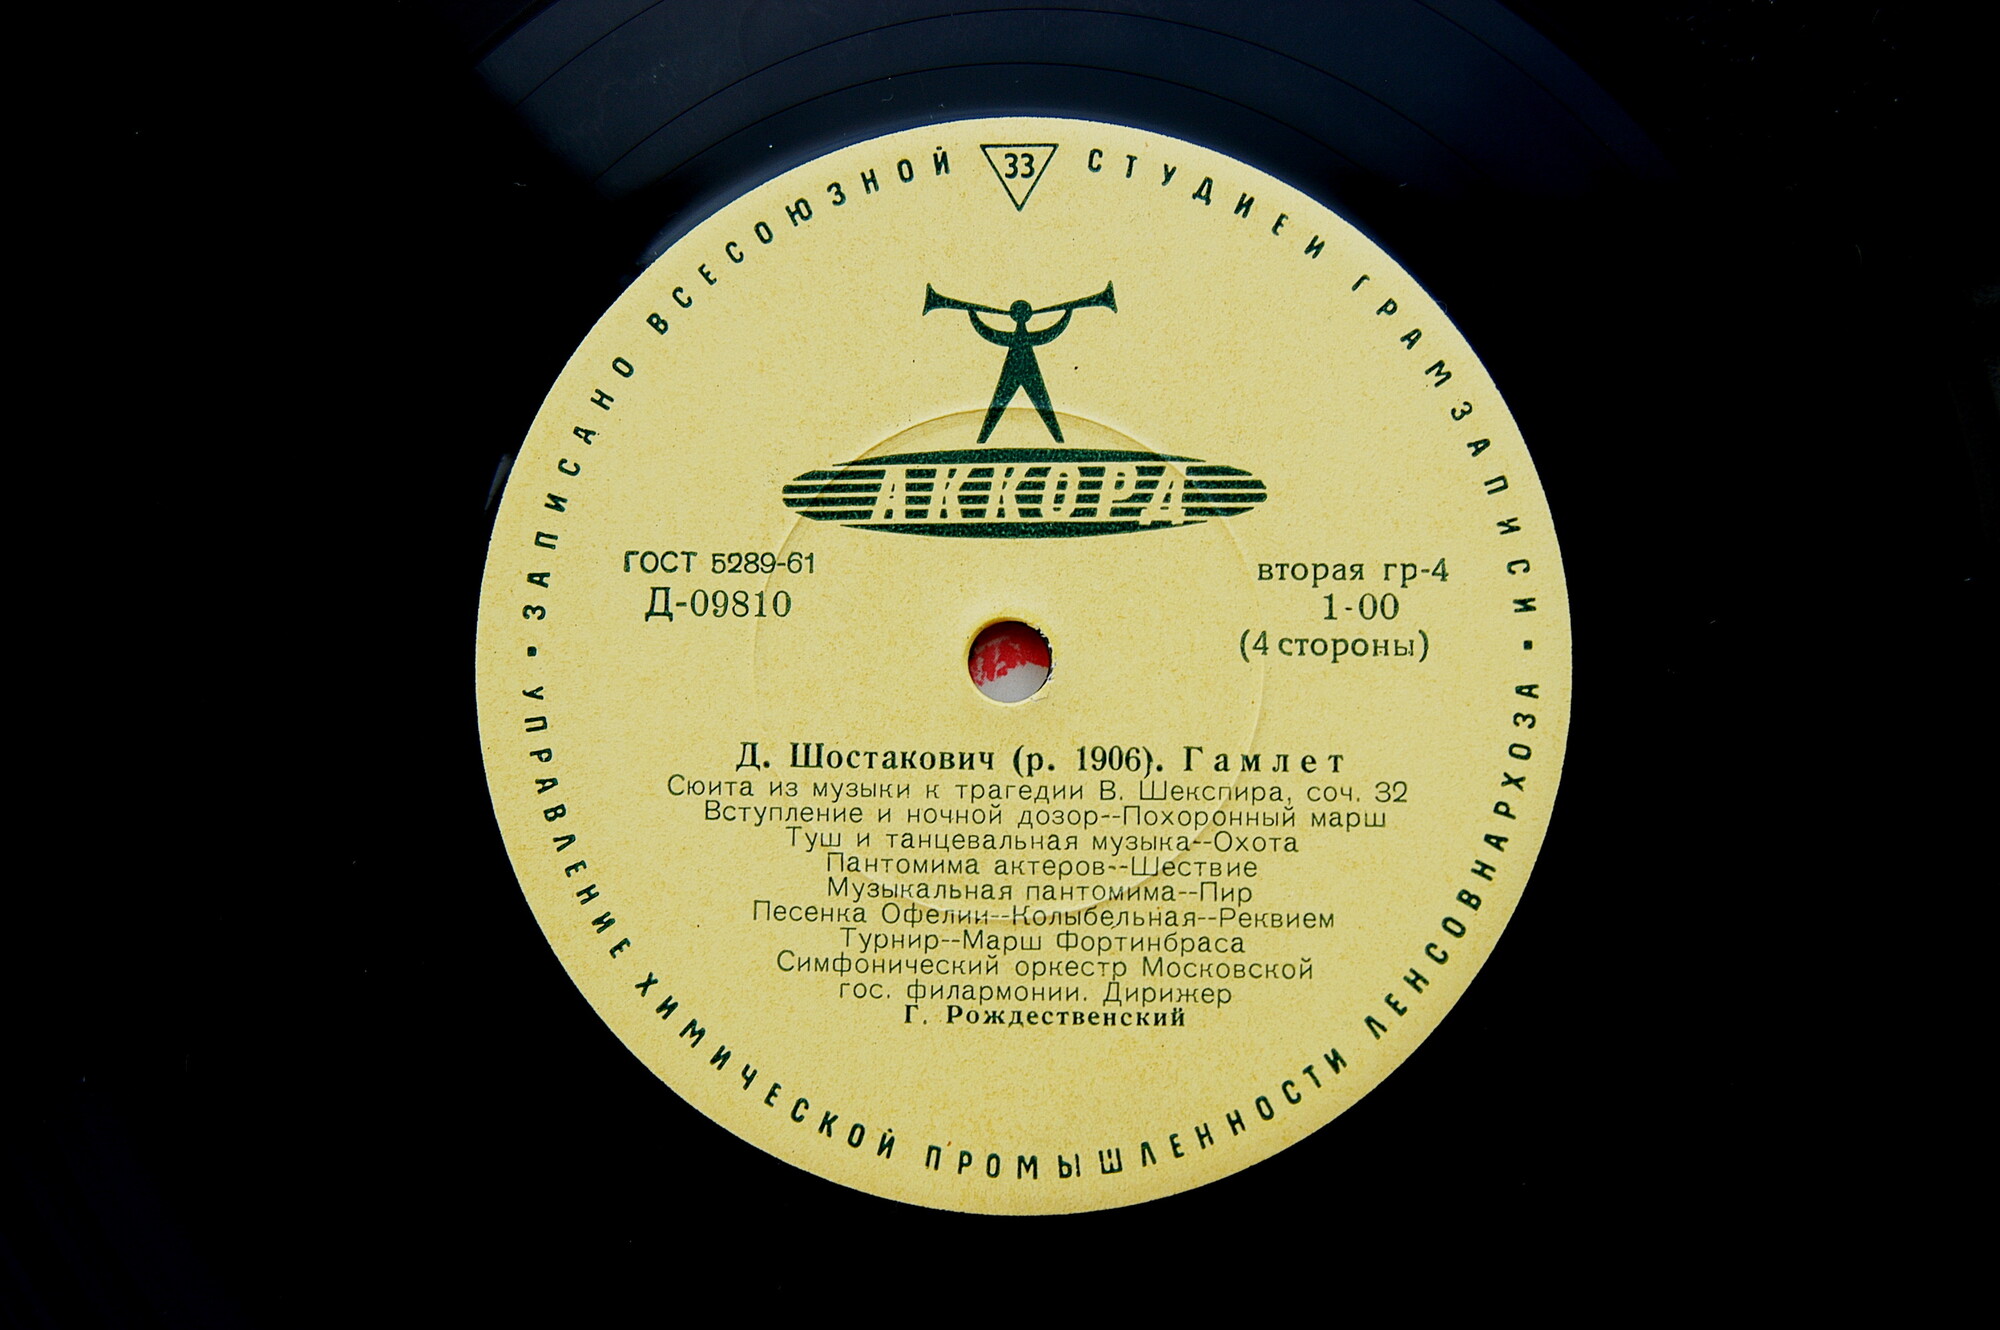 ЗАПИСАНО ВСЕСОЮЗНОЙ СТУДИЕЙ ГРАМЗАПИСИ
33
АККОРД
ГОСТ 5289-61
Д-09810
вторая гр-4
1-00
(4 стороны)
Д. Шостакович (р. 1906). Гамлет
Сюита из музыки к трагедии В. Шекспира, соч. 32
Вступление и ночной дозор--Похоронный марш
Туш и танцевальная музыка--Охота
Пантомима актеров--Шествие
Музыкальная пантомима--Пир
Песенка Офелии--Колыбельная--Реквием
Турнир--Марш Фортинбраса
Симфонический оркестр Московской
гос. филармонии. Дирижер
Г. Рождественский
• УПРАВЛЕНИЕ ХИМИЧЕСКОЙ ПРОМЫШЛЕННОСТИ ЛЕНСОВНАРХОЗА •